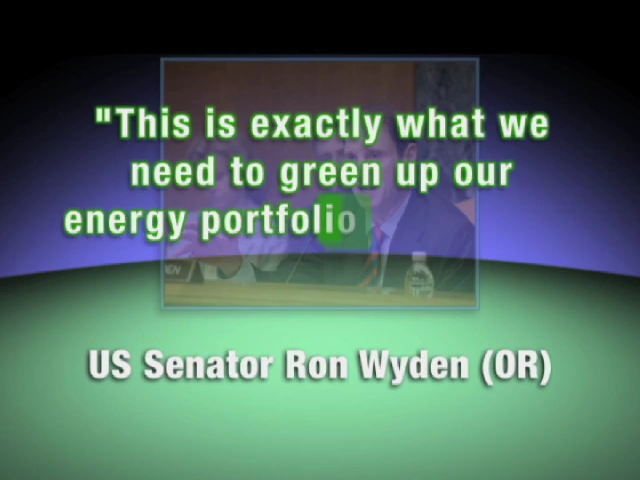 "This is exactly what we
need to green up our
energy portfolio
US Senator Ron Wyden (OR)